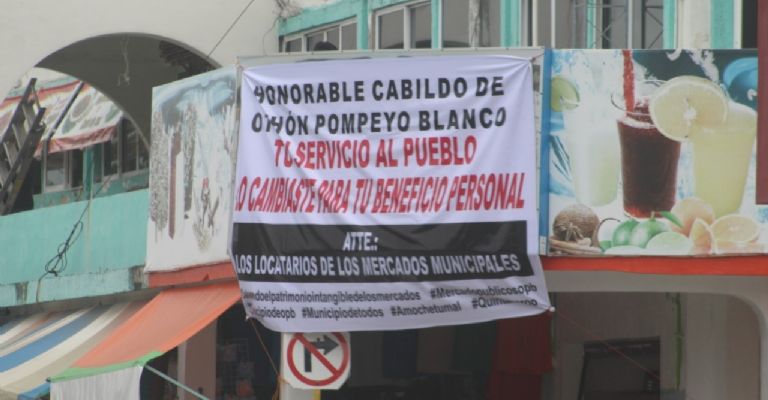 HONORABLE CABILDO DE
OTHÓN POMPEYO BLANCO
TU SERVICIO AL PUEBLO
LO CAMBIASTE PARA TU BENEFICIO PERSONAL
ATTE.:
LOS LOCATARIOS DE LOS MERCADOS MUNICIPALES
#Mercadospublicosopb
#Municipiodetodos #Amochetumal